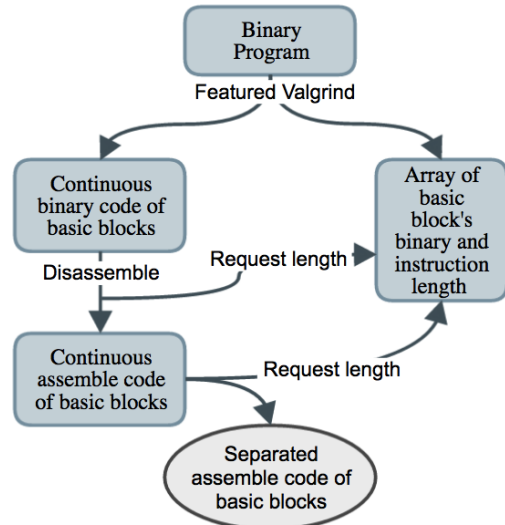 Binary
Program
Featured Valgrind
Continuous
binary code of
basic blocks
Array of
basic
block's
binary and
instruction
length
Disassemble
Request length
Continuous
assemble code
of basic blocks
Request length
Separated
assemble code of
basic blocks